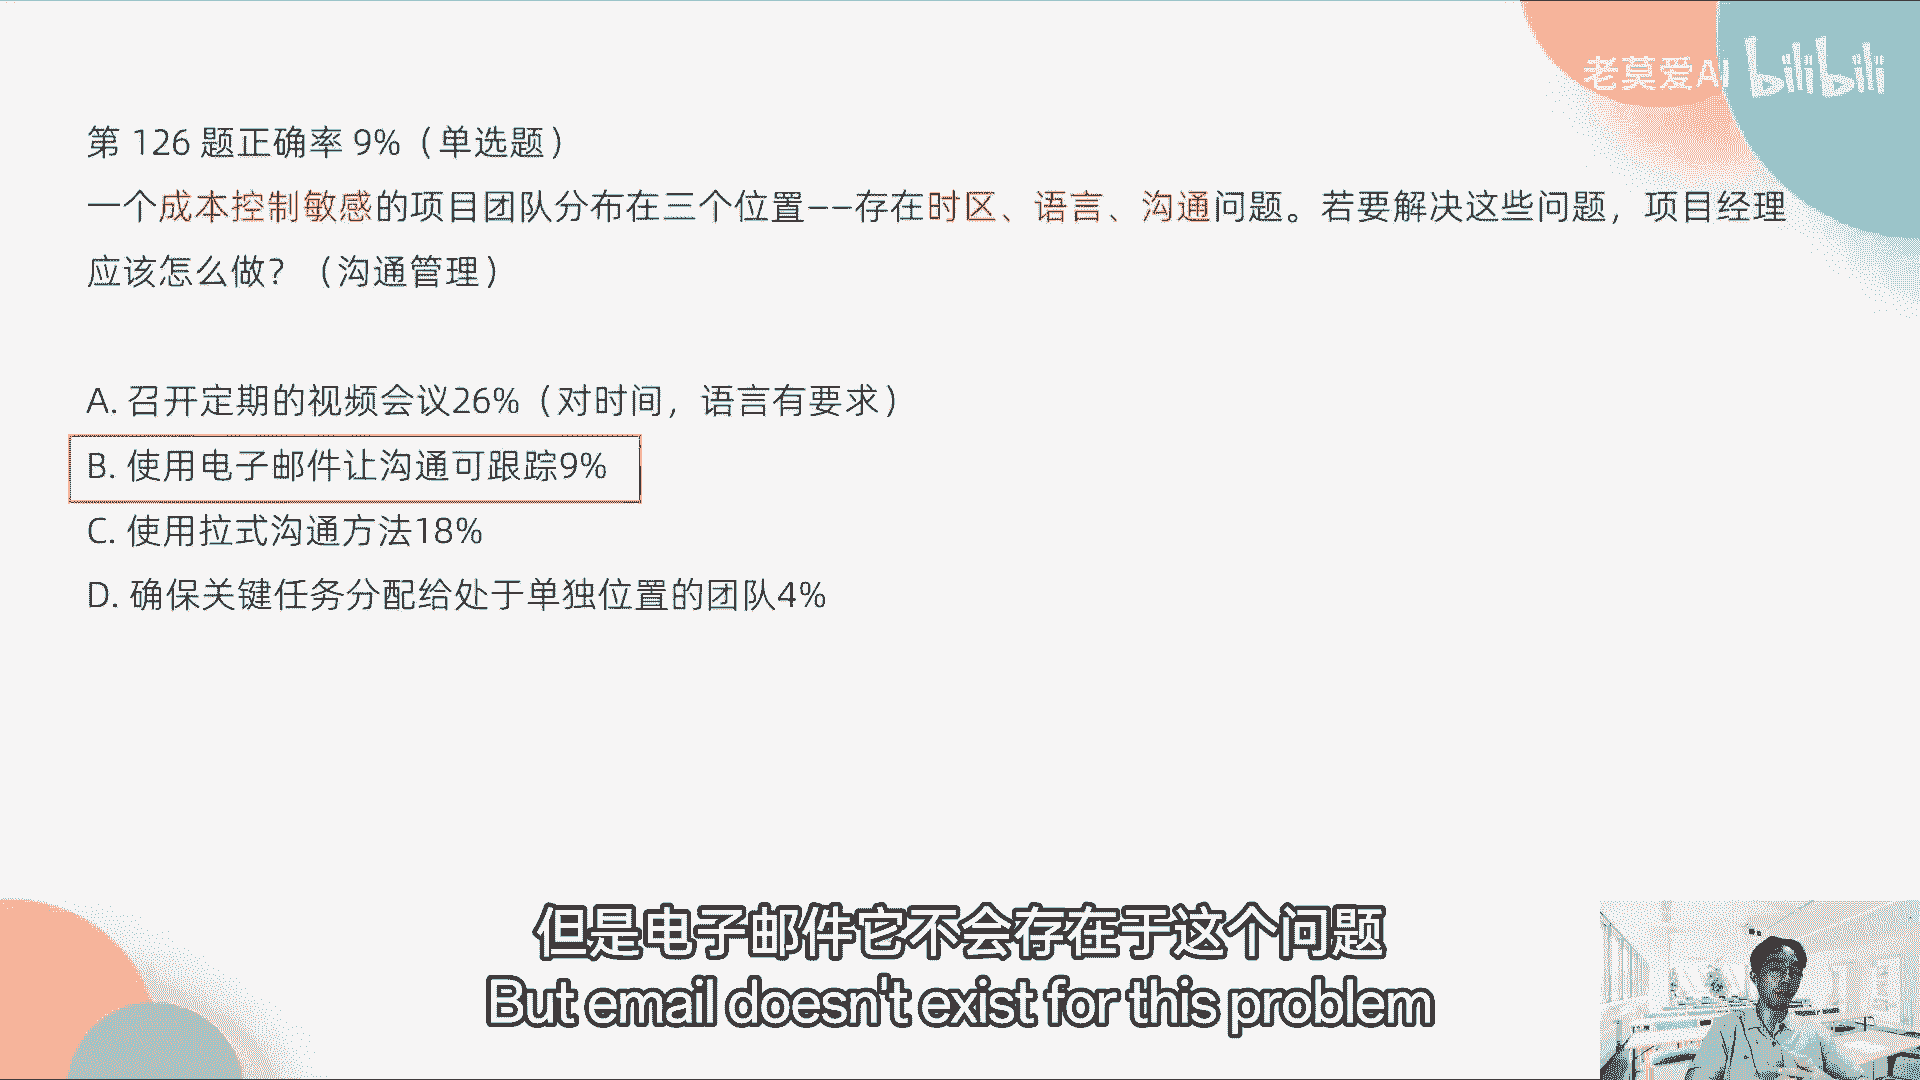 老莫爱AI bilibili
第 126 题正确率 9%（单选题）
一个成本控制敏感的项目团队分布在三个位置——存在时区、语言、沟通问题。若要解决这些问题，项目经理
应该怎么做？（沟通管理）
A. 召开定期的视频会议26%（对时间，语言有要求）
B. 使用电子邮件让沟通可跟踪9%
C. 使用拉式沟通方法18%
D. 确保关键任务分配给处于单独位置的团队4%
但是电子邮件它不会存在于这个问题
But email doesn't exist for this problem